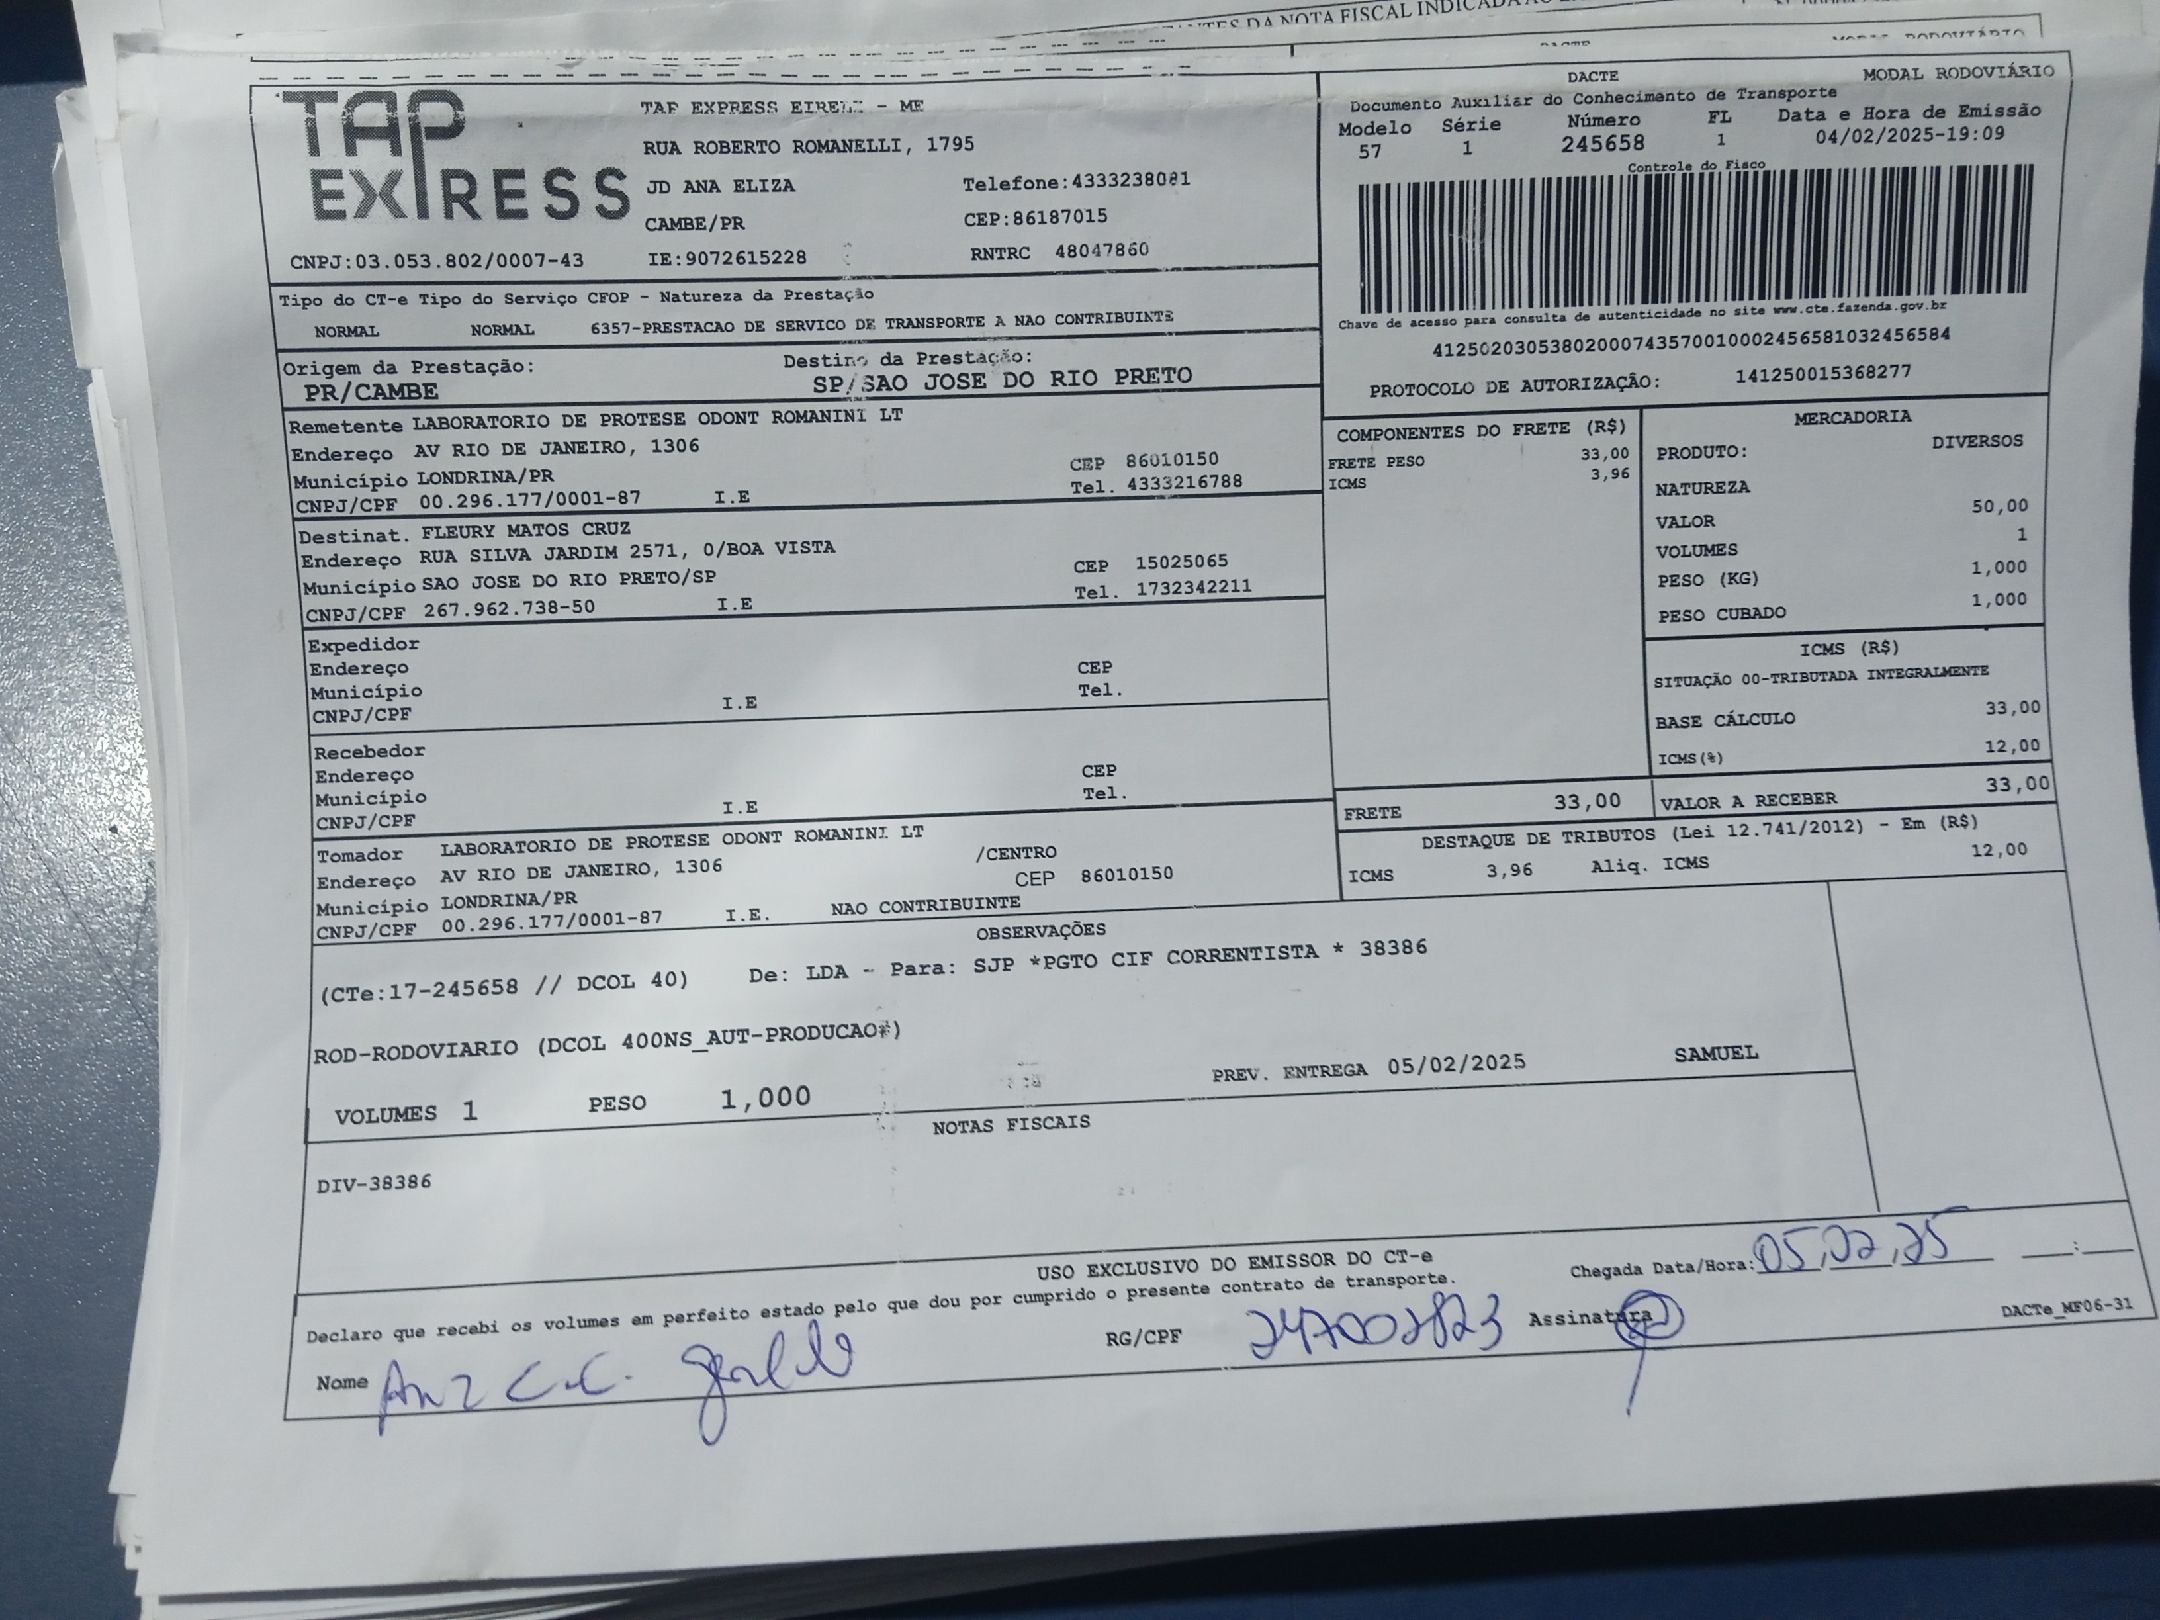 DA NOTA FISCAL
DACTE
TAP EXPRESS
TAP EXPRESS EIRELI - ME
RUA ROBERTO ROMANELLI, 1795
JD ANA ELIZA Telefone:4333238081
CAMBE/PR CEP:86187015
CNPJ:03.053.802/0007-43 IE:9072615228 RNTRC 48047860
DACTE MODAL RODOVIÁRIO
Documento Auxiliar do Conhecimento de Transporte
Modelo Série Número FL Data e Hora de Emissão
57 1 245658 1 04/02/2025-19:09
Controle do Fisco
Chave de acesso para consulta de autenticidade no site www.cte.fazenda.gov.br
41250203053802000743570010002456581032456584
PROTOCOLO DE AUTORIZAÇÃO: 141250015368277
Tipo do CT-e Tipo do Serviço CFOP - Natureza da Prestação
NORMAL NORMAL 6357-PRESTACAO DE SERVICO DE TRANSPORTE A NAO CONTRIBUINTE
Origem da Prestação: Destino da Prestação:
PR/CAMBE SP/SAO JOSE DO RIO PRETO
Remetente LABORATORIO DE PROTESE ODONT ROMANINI LT
Endereço AV RIO DE JANEIRO, 1306
Município LONDRINA/PR CEP 86010150
CNPJ/CPF 00.296.177/0001-87 I.E Tel. 4333216788
Destinat. FLEURY MATOS CRUZ
Endereço RUA SILVA JARDIM 2571, 0/BOA VISTA
Município SAO JOSE DO RIO PRETO/SP CEP 15025065
CNPJ/CPF 267.962.738-50 I.E Tel. 1732342211
Expedidor
Endereço CEP
Município Tel.
CNPJ/CPF I.E
Recebedor
Endereço CEP
Município Tel.
CNPJ/CPF I.E
Tomador LABORATORIO DE PROTESE ODONT ROMANINI LT
Endereço AV RIO DE JANEIRO, 1306 /CENTRO
Município LONDRINA/PR CEP 86010150
CNPJ/CPF 00.296.177/0001-87 I.E. NAO CONTRIBUINTE
COMPONENTES DO FRETE (R$)
FRETE PESO 33,00
ICMS 3,96
MERCADORIA
PRODUTO: DIVERSOS
NATUREZA
VALOR 50,00
VOLUMES 1
PESO (KG) 1,000
PESO CUBADO 1,000
ICMS (R$)
SITUAÇÃO 00-TRIBUTADA INTEGRALMENTE
BASE CÁLCULO 33,00
ICMS(%) 12,00
FRETE 33,00 VALOR A RECEBER 33,00
DESTAQUE DE TRIBUTOS (Lei 12.741/2012) - Em (R$)
ICMS 3,96 Aliq. ICMS 12,00
OBSERVAÇÕES
(CTe:17-245658 // DCOL 40) De: LDA - Para: SJP *PGTO CIF CORRENTISTA * 38386
ROD-RODOVIARIO (DCOL 400NS_AUT-PRODUCAO#)
VOLUMES 1 PESO 1,000 PREV. ENTREGA 05/02/2025 SAMUEL
NOTAS FISCAIS
DIV-38386
USO EXCLUSIVO DO EMISSOR DO CT-e
Declaro que recebi os volumes em perfeito estado pelo que dou por cumprido o presente contrato de transporte.
Chegada Data/Hora: 05,02,25 __:__
Nome RG/CPF 247002823 Assinatura DACTe_MF06-31